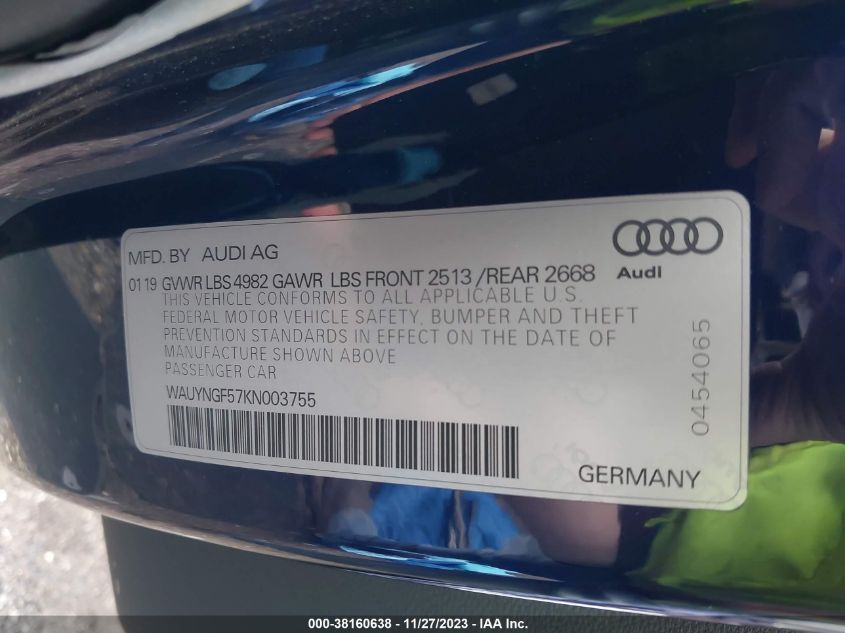 MFD. BY AUDI AG
Audi
01 19 GVWR LBS 4982 GAWR LBS FRONT 2513 /REAR 2668
THIS VEHICLE CONFORMS TO ALL APPLICABLE U.S.
FEDERAL MOTOR VEHICLE SAFETY, BUMPER AND THEFT
PREVENTION STANDARDS IN EFFECT ON THE DATE OF
MANUFACTURE SHOWN ABOVE
PASSENGER CAR
WAUYNGF57KN003755
0454065
GERMANY
000-38160638 - 11/27/2023 - IAA Inc.